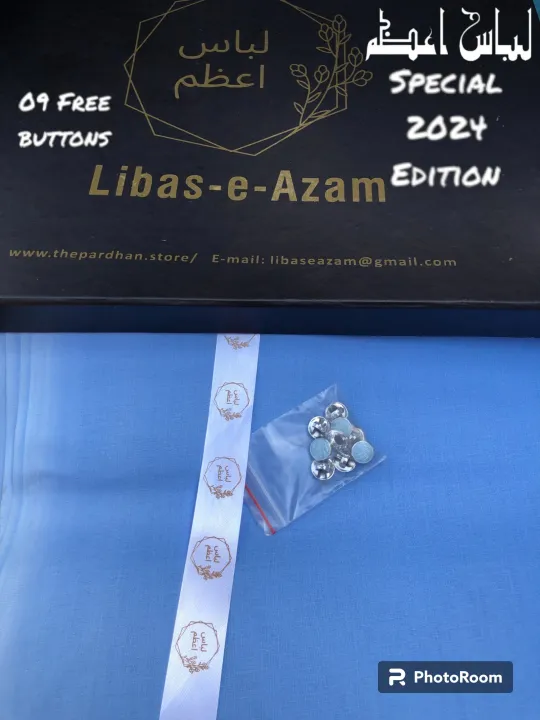 لباس اعظم
Special
2024
Edition
09 Free
buttons
لباس
اعظم
Libas-e-Azam
www.thepardhan.store/ E-mail: libaseazam@gmail.com
لباس
اعظم
لباس
اعظم
لباس
اعظم
لباس
اعظم
PhotoRoom